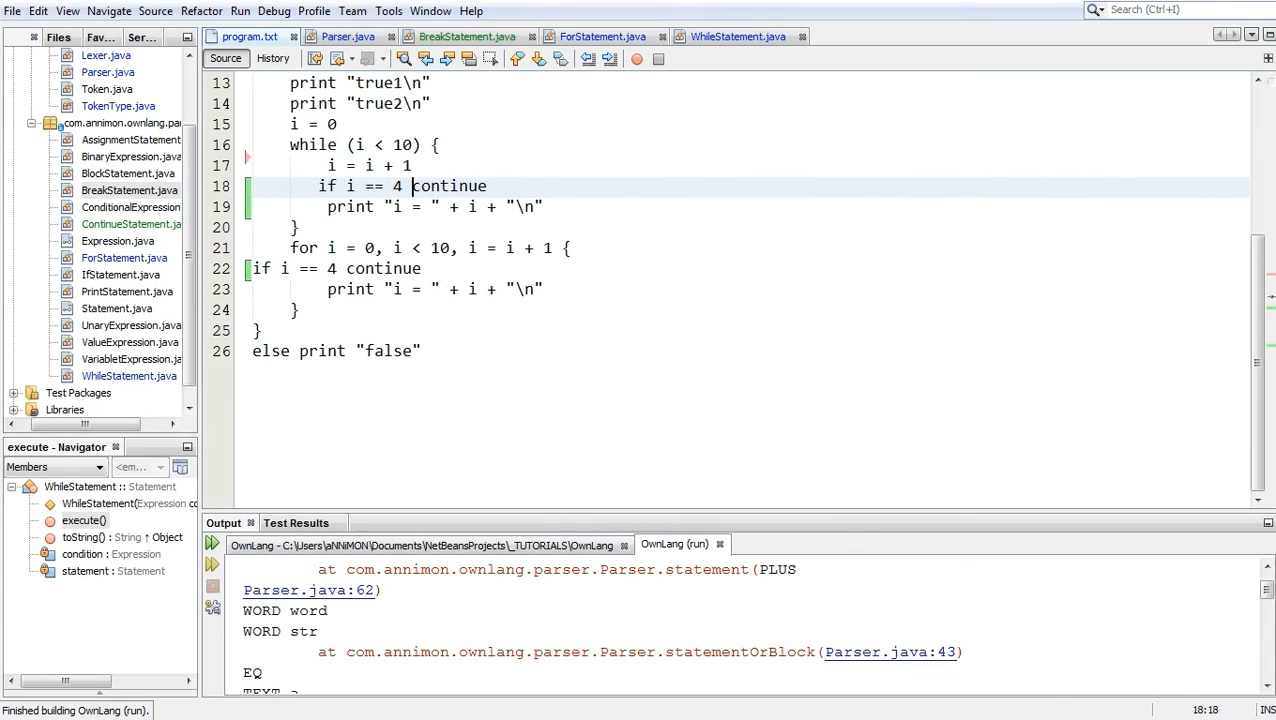 File Edit View Navigate Source Refactor Run Debug Profile Team Tools Window Help Search (Ctrl+I)
Files Fav... Ser... program.txt Parser.java BreakStatement.java ForStatement.java WhileStatement.java
Source History
Lexer.java
Parser.java
Token.java
TokenType.java
com.annimon.ownlang.pa
AssignmentStatement
BinaryExpression.java
BlockStatement.java
BreakStatement.java
ConditionalExpression
ContinueStatement.ja
Expression.java
ForStatement.java
IfStatement.java
PrintStatement.java
Statement.java
UnaryExpression.java
ValueExpression.java
VariabletExpression.java
WhileStatement.java
Test Packages
Libraries
13 print "true1\n"
14 print "true2\n"
15 i = 0
16 while (i < 10) {
17 i = i + 1
18 if i == 4 continue
19 print "i = " + i + "\n"
20 }
21 for i = 0, i < 10, i = i + 1 {
22 if i == 4 continue
23 print "i = " + i + "\n"
24 }
25 }
26 else print "false"
execute - Navigator
Members <em...
WhileStatement :: Statement
WhileStatement(Expression co
execute()
toString() : String ↑ Object
condition : Expression
statement : Statement
Output Test Results
OwnLang - C:\Users\aNNiMON\Documents\NetBeansProjects\_TUTORIALS\OwnLang OwnLang (run)
at com.annimon.ownlang.parser.Parser.statement(PLUS
Parser.java:62)
WORD word
WORD str
at com.annimon.ownlang.parser.Parser.statementOrBlock(Parser.java:43)
EQ
TEXT a
Finished building OwnLang (run). 18:18 INS